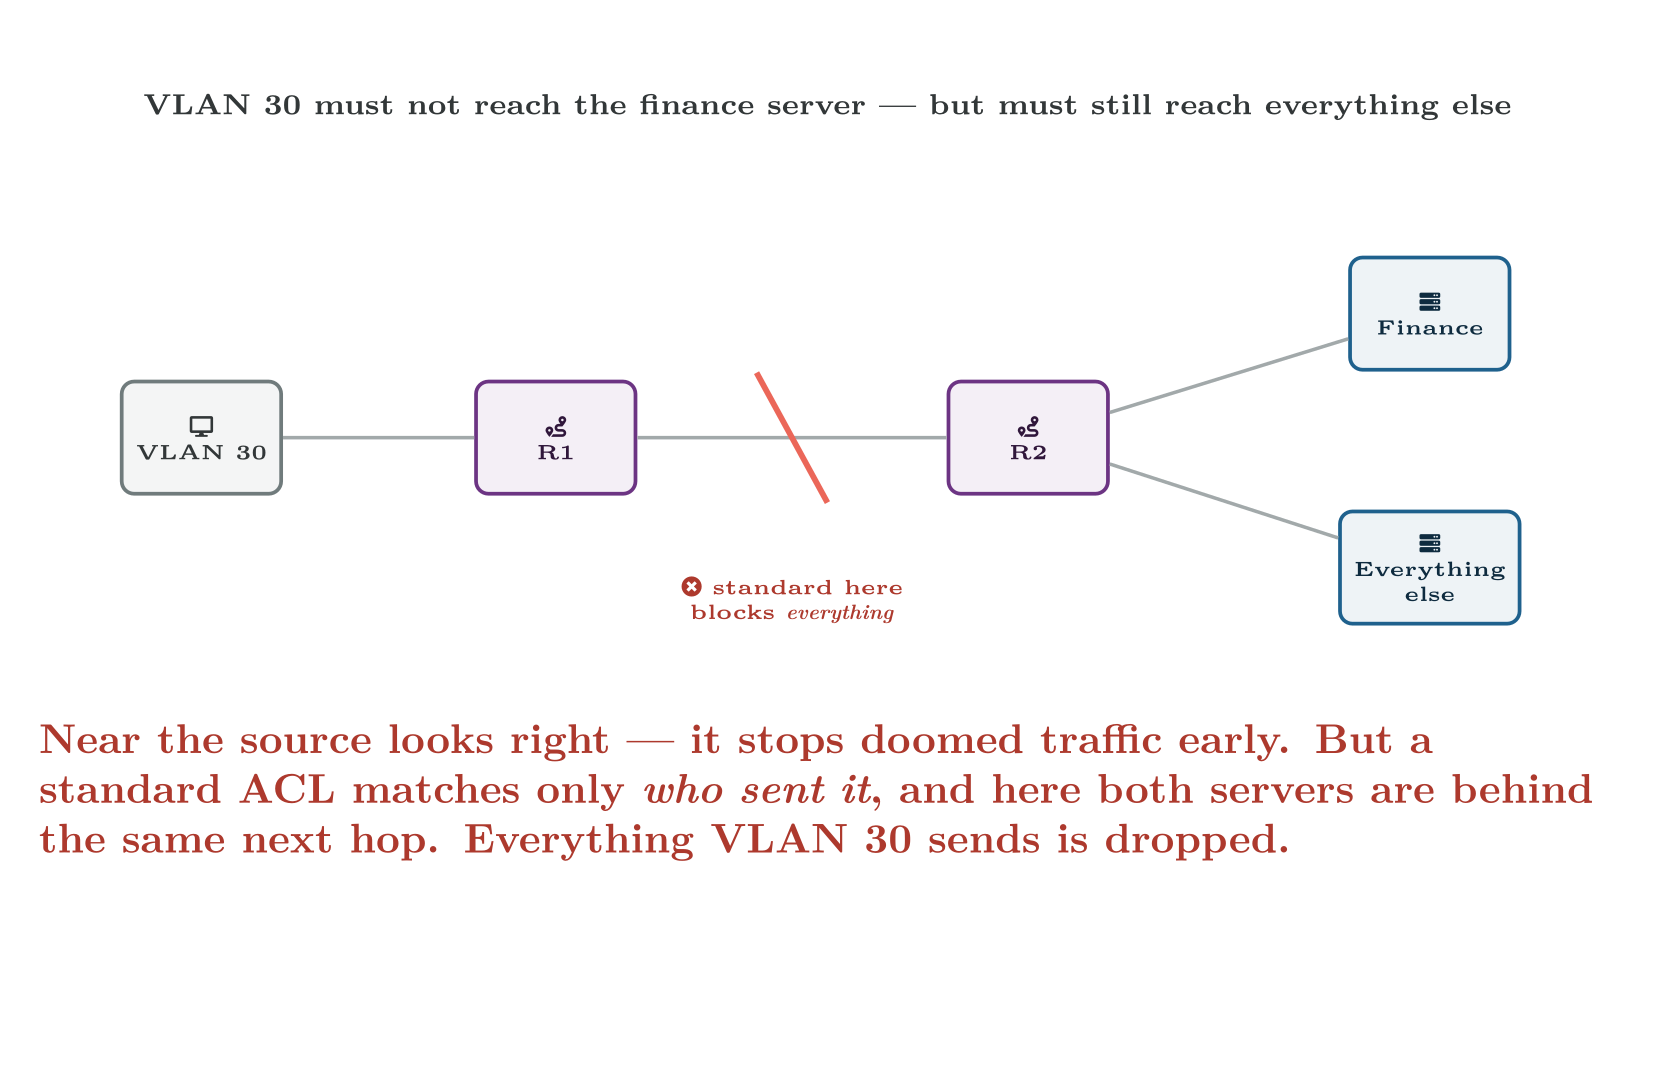 VLAN 30 must not reach the finance server — but must still reach everything else
Finance
VLAN 30
R1
R2
Everything
else
standard here
blocks everything
Near the source looks right — it stops doomed traffic early. But a
standard ACL matches only who sent it, and here both servers are behind
the same next hop. Everything VLAN 30 sends is dropped.